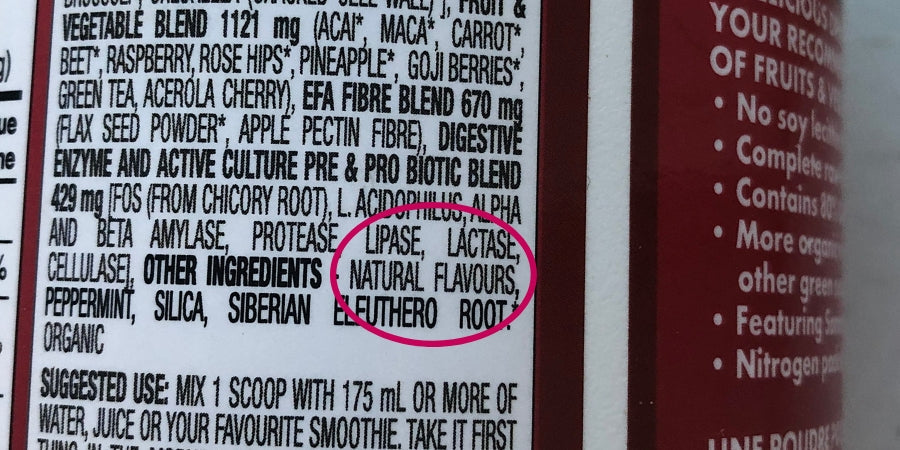 VEGETABLE BLEND 1121 mg (ACAI*, MACA*, CARROT*,
BEET*, RASPBERRY, ROSE HIPS*, PINEAPPLE*, GOJI BERRIES*,
GREEN TEA, ACEROLA CHERRY), EFA FIBRE BLEND 670 mg
(FLAX SEED POWDER*, APPLE PECTIN FIBRE), DIGESTIVE
ENZYME AND ACTIVE CULTURE PRE & PRO BIOTIC BLEND
429 mg [FOS (FROM CHICORY ROOT), L. ACIDOPHILUS, ALPHA
AND BETA AMYLASE, PROTEASE, LIPASE, LACTASE,
CELLULASE], OTHER INGREDIENTS - NATURAL FLAVOURS,
PEPPERMINT, SILICA, SIBERIAN ELEUTHERO ROOT.*
ORGANIC
SUGGESTED USE: MIX 1 SCOOP WITH 175 mL OR MORE OF
WATER, JUICE OR YOUR FAVOURITE SMOOTHIE. TAKE IT FIRST
YOUR
OF FRUITS &
• No soy
• Complete
• Contains
• More
other green
• Featuring
• Nitrogen